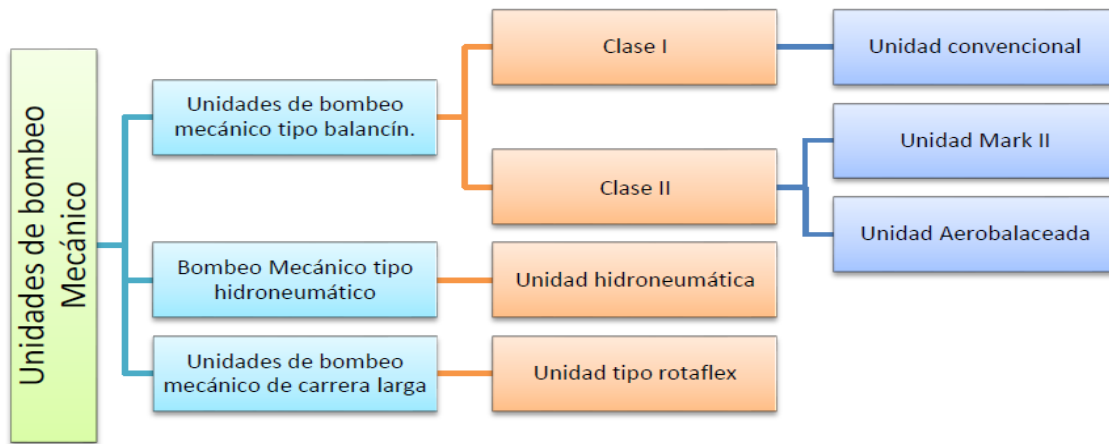 Unidades de bombeo
Mecánico
Unidades de bombeo
mecánico tipo balancín.
Clase I
Unidad convencional
Clase II
Unidad Mark II
Unidad Aerobalaceada
Bombeo Mecánico tipo
hidroneumático
Unidad hidroneumática
Unidades de bombeo
mecánico de carrera larga
Unidad tipo rotaflex